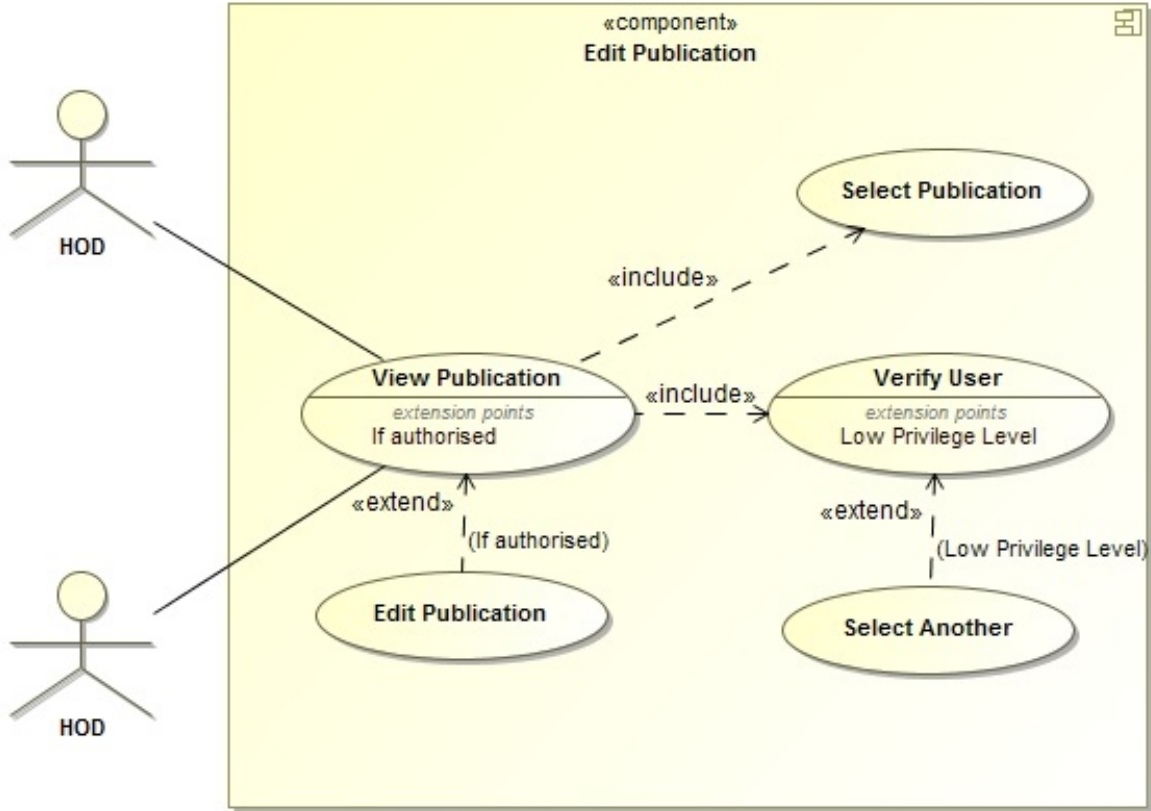 «component»
Edit Publication
HOD
Select Publication
«include»
View Publication
extension points
If authorised
«include»
Verify User
extension points
Low Privilege Level
«extend»
(If authorised)
«extend»
(Low Privilege Level)
Edit Publication
Select Another
HOD